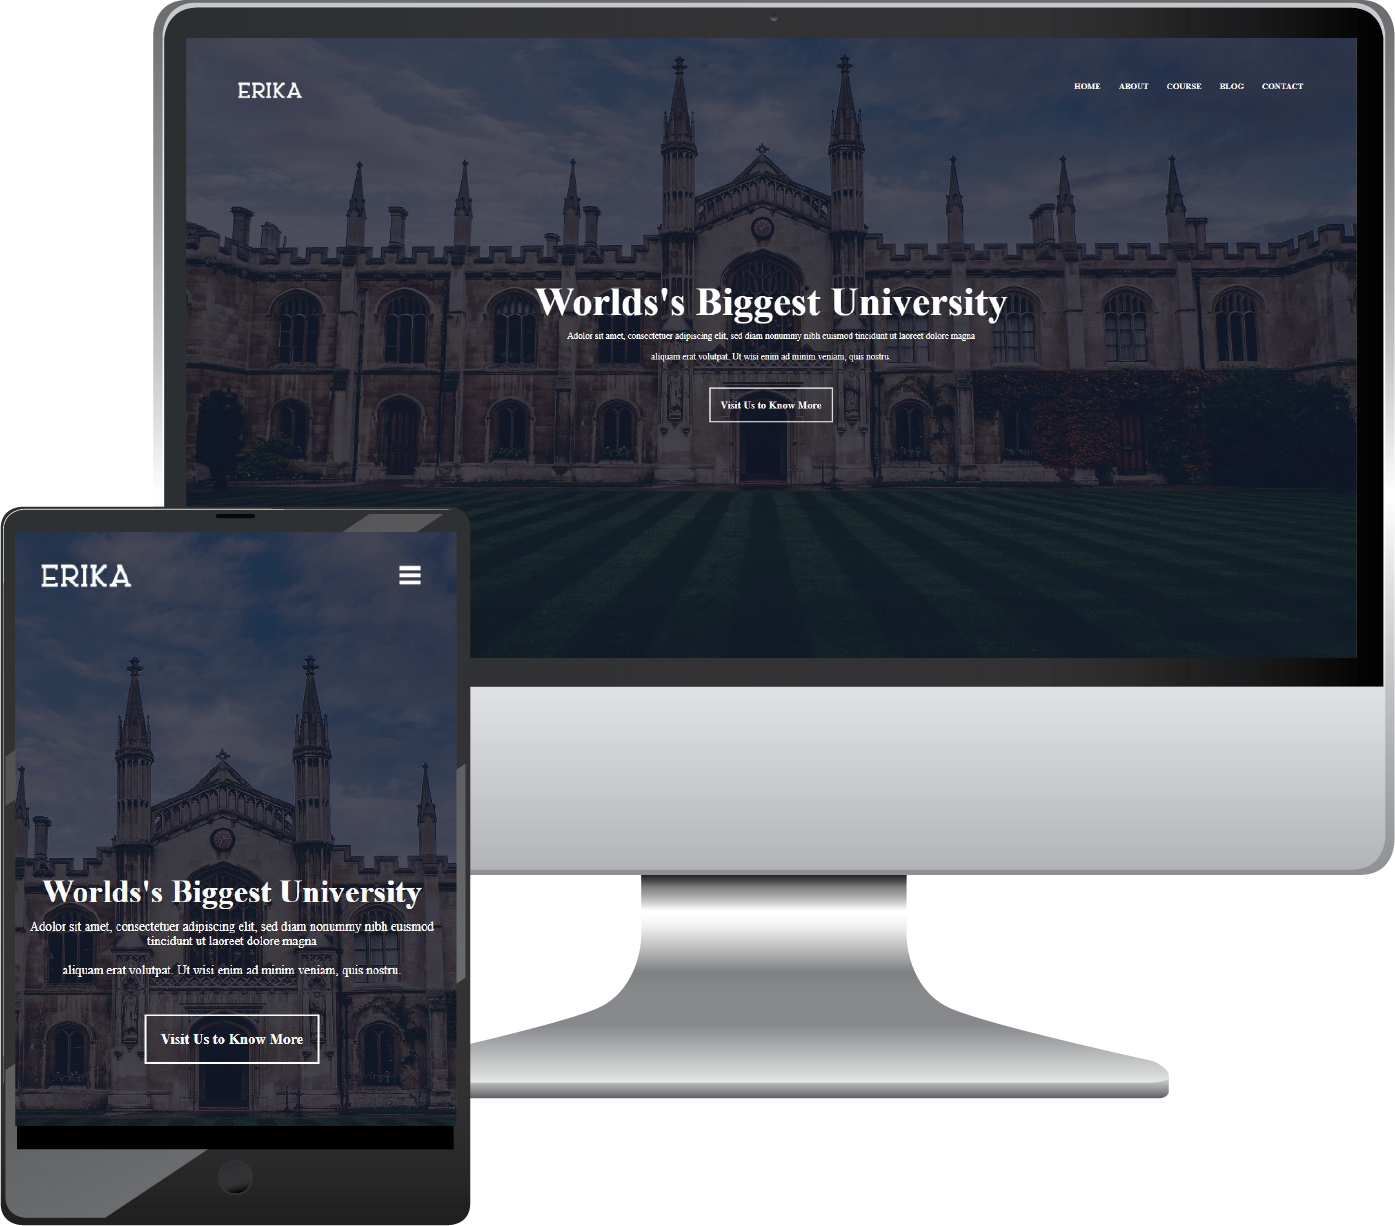 ERIKA
HOME ABOUT COURSE BLOG CONTACT
Worlds's Biggest University
Adolor sit amet, consectetuer adipiscing elit, sed diam nonummy nibh euismod tincidunt ut laoreet dolore magna
aliquam erat volutpat. Ut wisi enim ad minim veniam, quis nostru.
Visit Us to Know More
ERIKA
Worlds's Biggest University
Adolor sit amet, consectetuer adipiscing elit, sed diam nonummy nibh euismod
tincidunt ut laoreet dolore magna
aliquam erat volutpat. Ut wisi enim ad minim veniam, quis nostru.
Visit Us to Know More